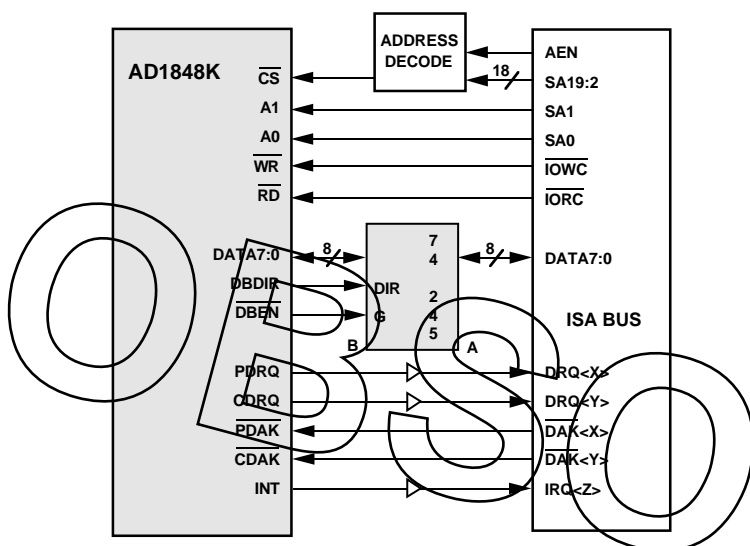 ADDRESS
DECODE
AD1848K
CS
A1
A0
WR
RD
DATA7:0
DBDIR
DBEN
PDRQ
CDRQ
PDAK
CDAK
INT
18
8
8
7
4
2
4
5
DIR
G
B
A
AEN
SA19:2
SA1
SA0
IOWC
IORC
DATA7:0
ISA BUS
DRQ<X>
DRQ<Y>
DAK<X>
DAK<Y>
IRQ<Z>
OBSO